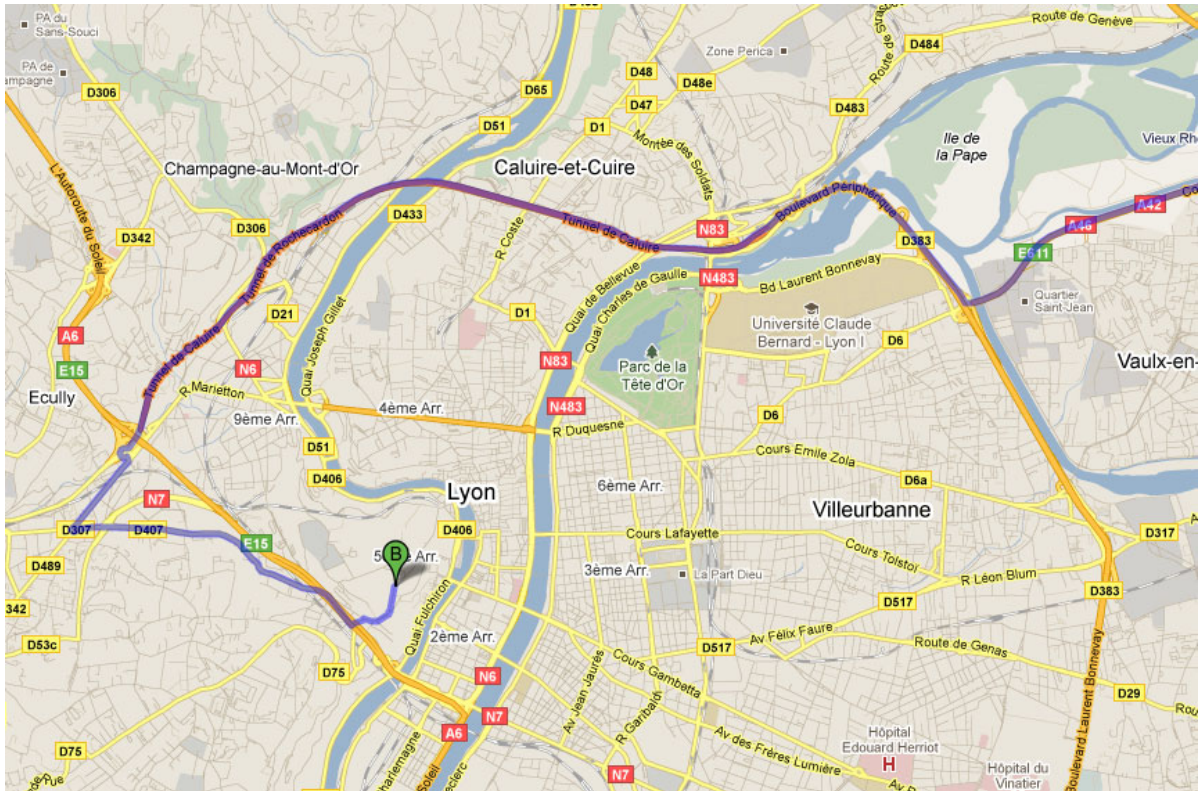 PA du
Sans-Souci
PA de
ampagne
D306
L'Autoroute du Soleil
D342
Champagne-au-Mont-d'Or
D306
D65
D51
D433
Caluire-et-Cuire
D48
D47
D48e
D1
Zone Perica
Route de Genève
D484
D483
Montée des Soldats
Ile de
la Pape
Vieux Rh
Tunnel de Rochecardon
Tunnel de Caluire
Tunnel de Caluire
Boulevard Périphérique
R Coste
N83
N483
D383
A42
A46
E611
Quartier
Saint-Jean
Bd Laurent Bonnevay
Quai de Bellevue
Quai Charles de Gaulle
Université Claude
Bernard - Lyon I
Parc de la
Tête d'Or
D6
Vaulx-en-
A6
E15
Ecully
D21
N6
R Marietton
Quai Joseph Gillet
D1
N83
N483
9ème Arr.
4ème Arr.
R Duquesne
D6
Cours Emile Zola
D6a
D51
D406
Lyon
6ème Arr.
Villeurbanne
N7
D307
D407
E15
D489
342
D53c
B
D406
Cours Lafayette
Cours Tolstoï
D317
3ème Arr.
La Part Dieu
R Léon Blum
D517
D383
Quai Fulchiron
2ème Arr.
D75
D517
Av Félix Faure
Route de Genas
D29
Rou
N6
N7
A6
Cours Gambetta
Av Jean Jaurès
R Garibaldi
Av des Frères Lumière
N7
Boulevard Laurent Bonnevay
Hôpital
Edouard Herriot
H
Hôpital du
Vinatier
D75
Rue
harlemagne
Soleil
eclerc